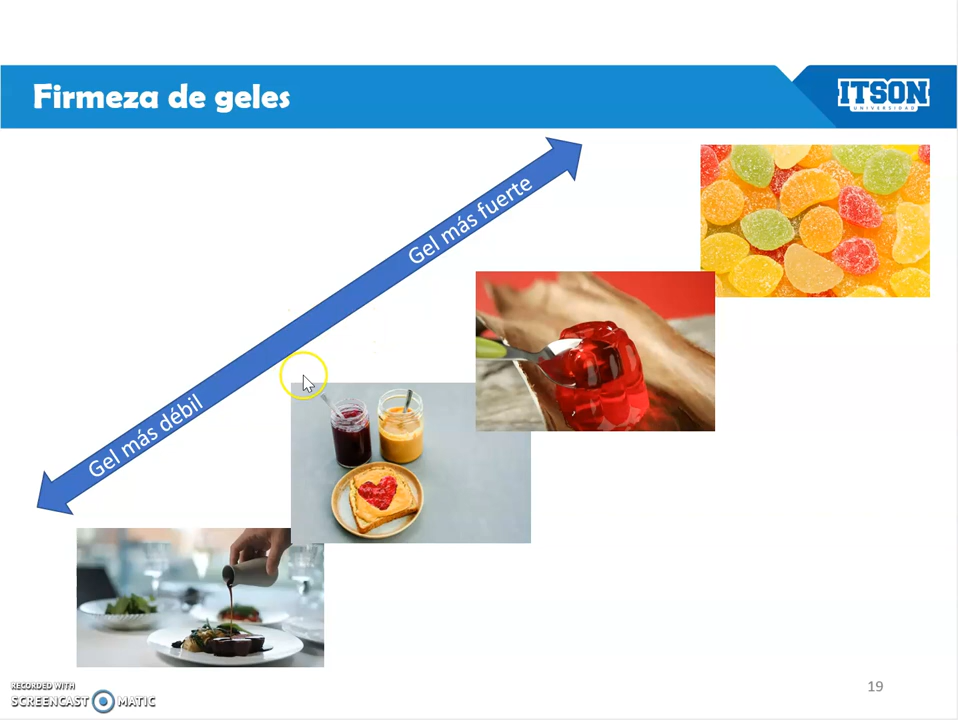 Firmeza de geles
ITSON
UNIVERSIDAD
Gel más fuerte
Gel más débil
19
RECORDED WITH
SCREENCAST MATIC